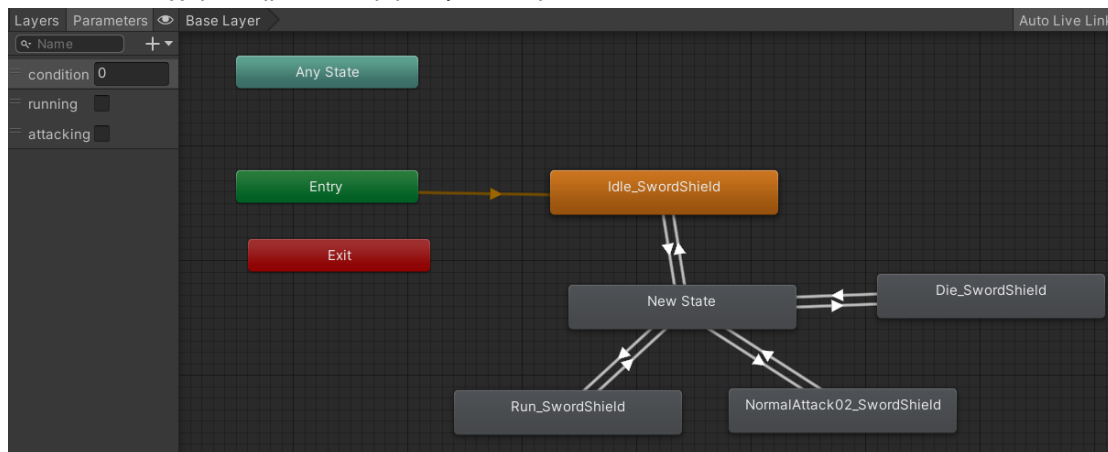 Layers Parameters Base Layer Auto Live Link
Name
condition 0
running
attacking
Any State
Entry
Idle_SwordShield
Exit
New State
Die_SwordShield
Run_SwordShield
NormalAttack02_SwordShield